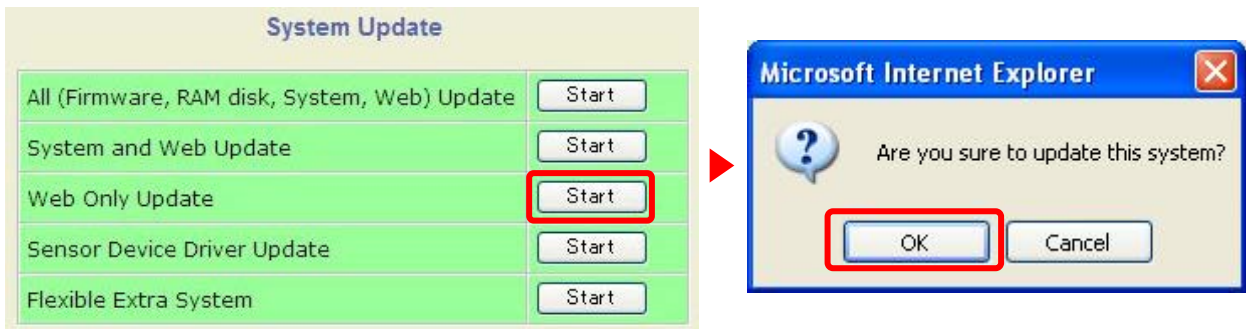 System Update
All (Firmware, RAM disk, System, Web) Update Start
System and Web Update Start
Web Only Update Start
Sensor Device Driver Update Start
Flexible Extra System Start
Microsoft Internet Explorer
Are you sure to update this system?
OK Cancel